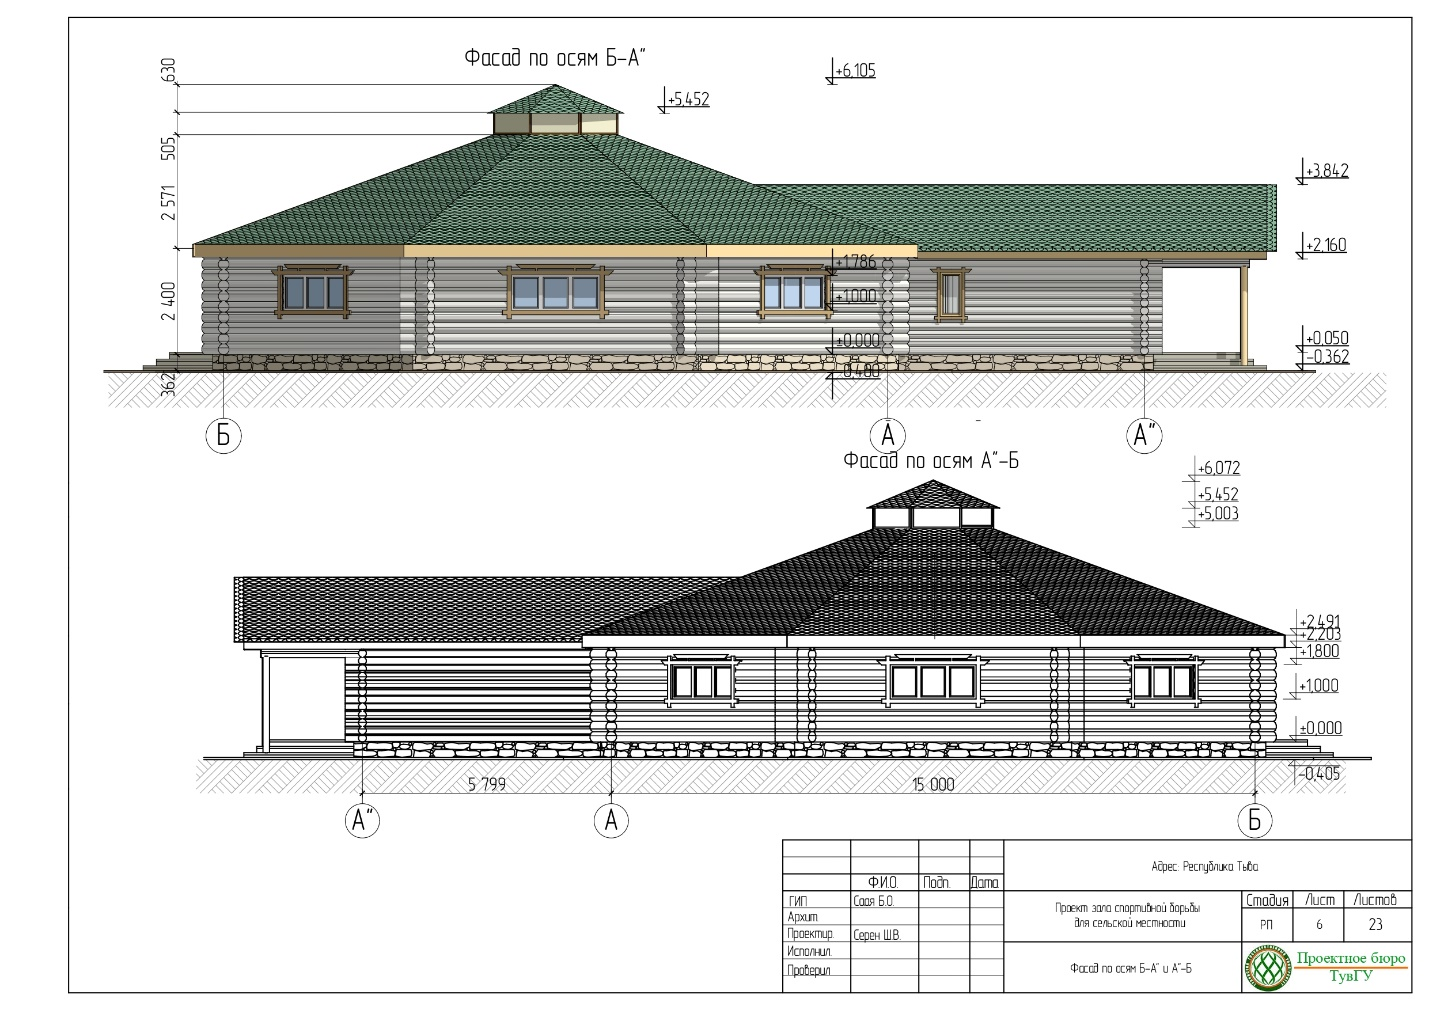 Фасад по осям Б-А"
630
505
2 571
2 400
362
+6,105
+5,452
+3.842
+2,160
+1.786
+1,000
±0.000
-0,400
+0,050
-0,362
Б
А
А"
Фасад по осям А"-Б
+6,072
+5,452
+5,003
+2,491
+2,203
+1,800
+1,000
±0,000
-0,405
5 799
15 000
А"
А
Б
Ф.И.О. Подп. Дата
ГИП Саая Б.О.
Архит.
Проектир. Серен Ш.В.
Исполнил.
Проверил
Адрес: Республика Тыва
Проект зала спортивной борьбы
для сельской местности
Стадия Лист Листов
РП 6 23
Фасад по осям Б-А" и А"-Б
Проектное бюро
ТувГУ